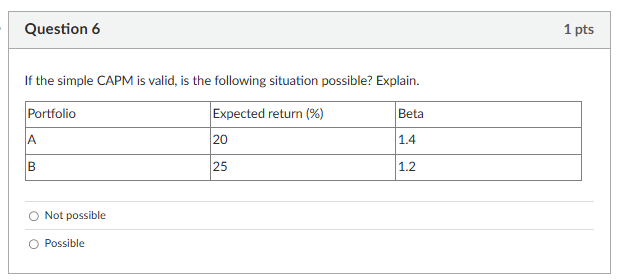 Question 6 1 pts
If the simple CAPM is valid, is the following situation possible? Explain.
Portfolio Expected return (%) Beta
A 20 1.4
B 25 1.2
Not possible
Possible